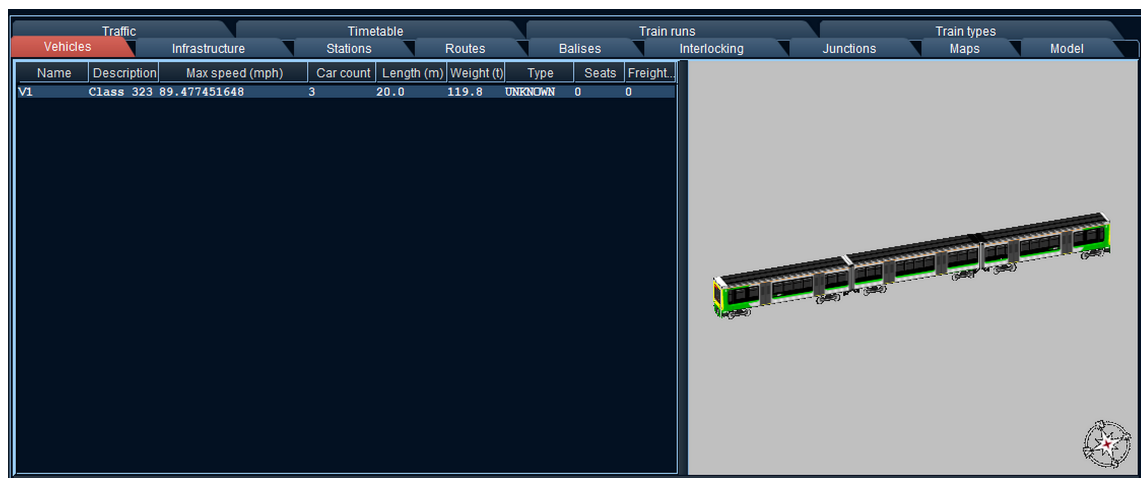 Traffic Timetable Train runs Train types
Vehicles Infrastructure Stations Routes Balises Interlocking Junctions Maps Model
Name Description Max speed (mph) Car count Length (m) Weight (t) Type Seats Freight...
V1 Class 323 89.477451648 3 20.0 119.8 UNKNOWN 0 0